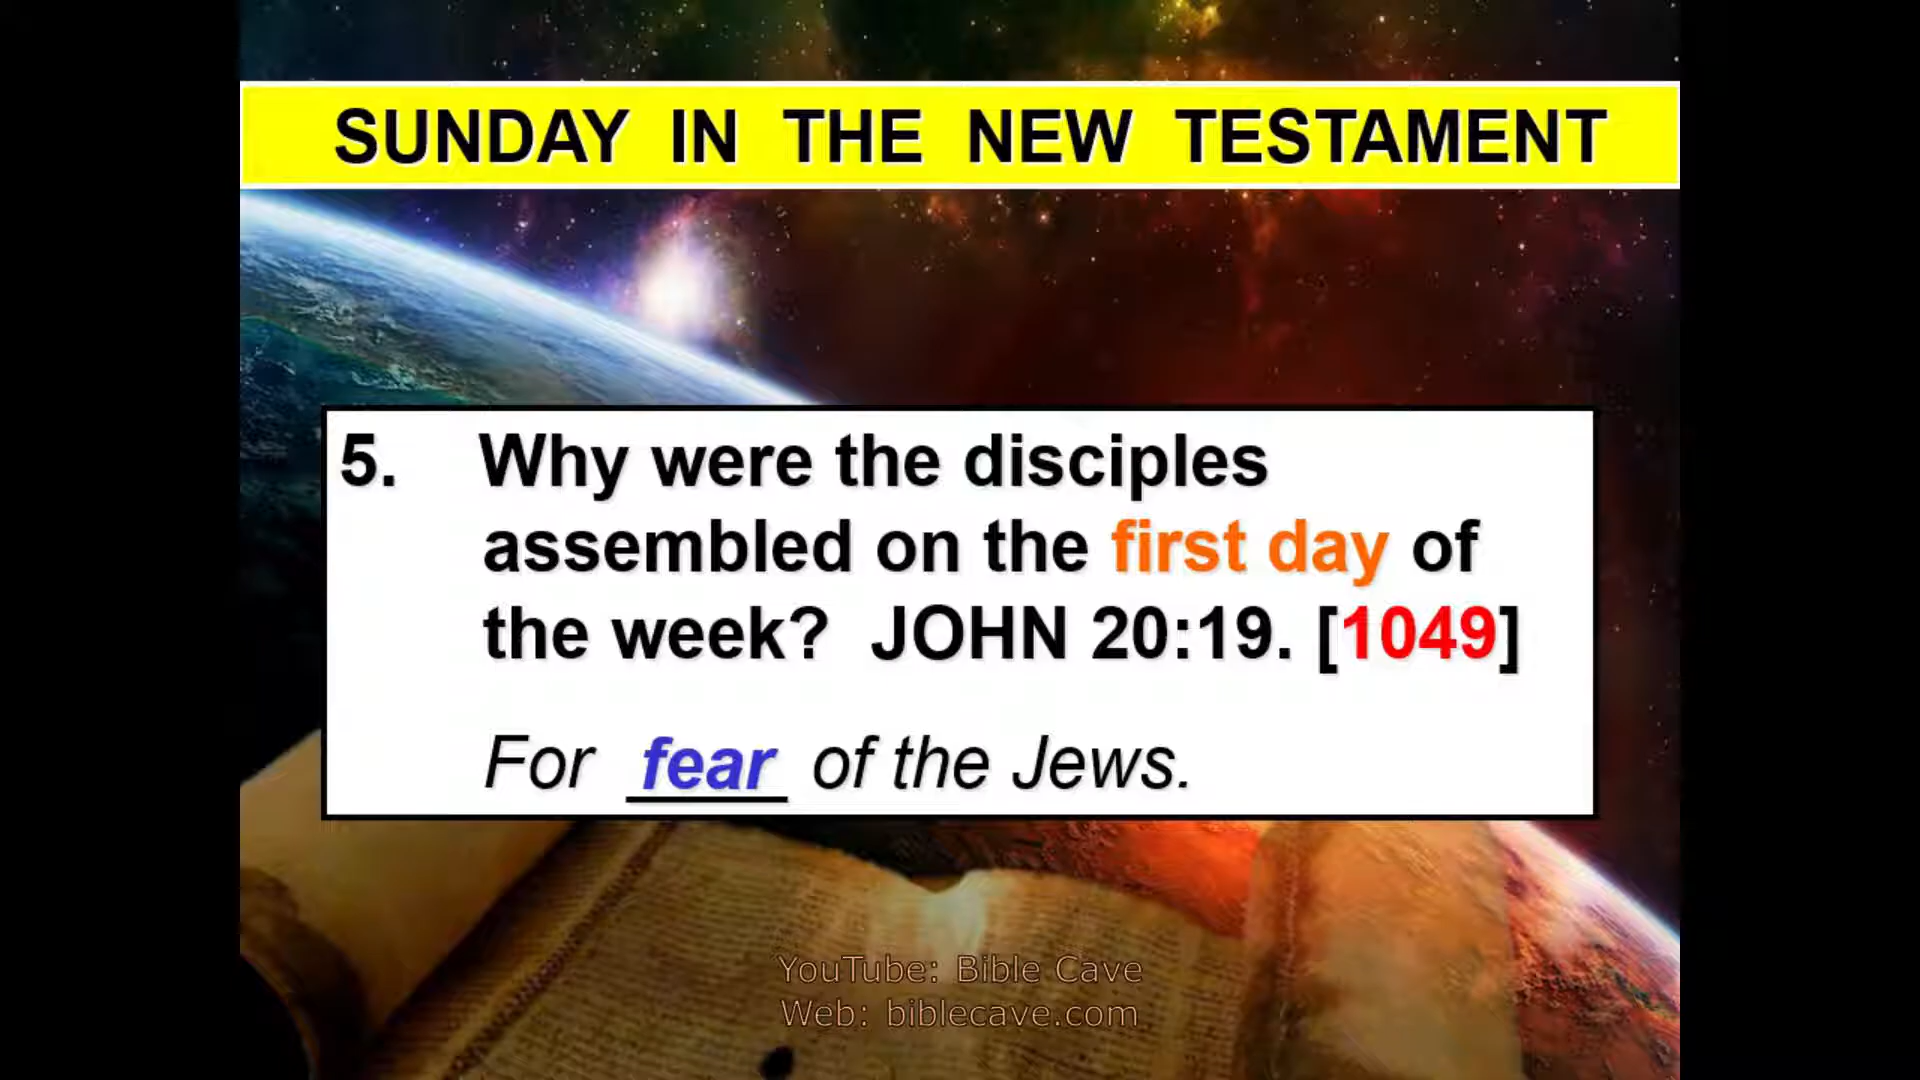 SUNDAY IN THE NEW TESTAMENT
5. Why were the disciples
assembled on the first day of
the week? JOHN 20:19. [1049]
For fear of the Jews.
YouTube: Bible Cave
Web: biblecave.com